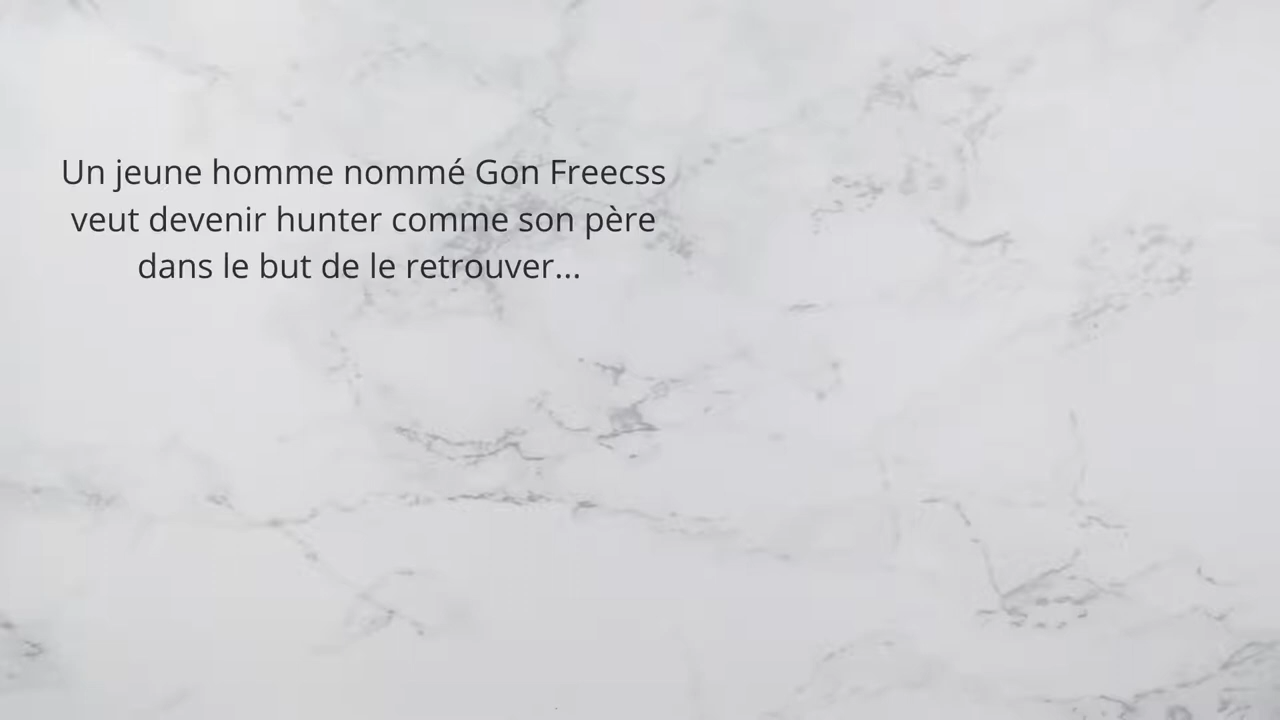 Un jeune homme nommé Gon Freecss
veut devenir hunter comme son père
dans le but de le retrouver...